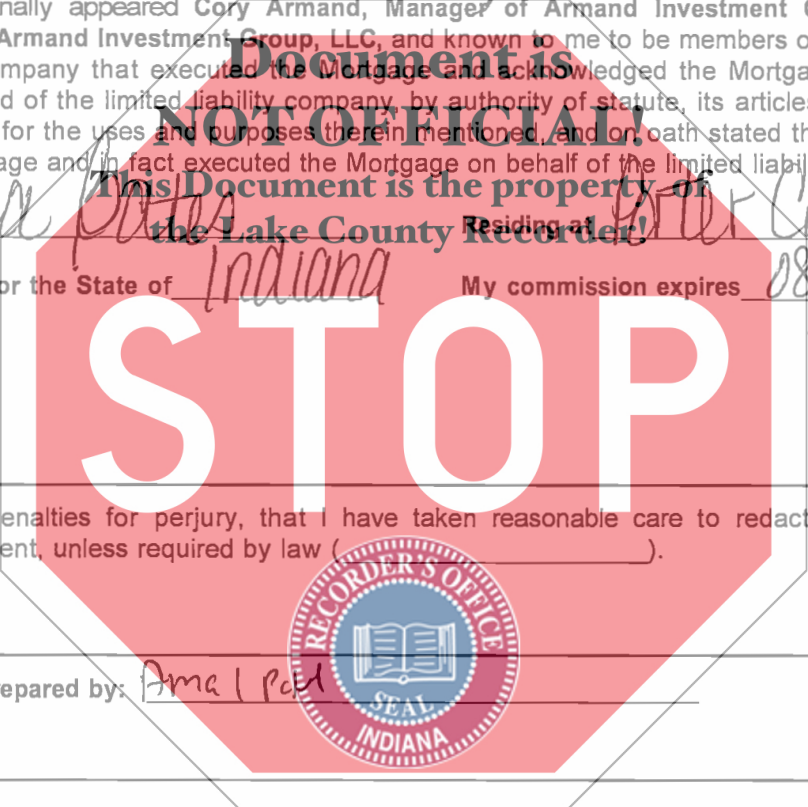 nally appeared Cory Armand, Manager of Armand Investment
Armand Investment Group, LLC, and known to me to be members o
Document is
mpany that executed the Mortgage and acknowledged the Mortga
d of the limited liability company, by authority of statute, its article
NOT OFFICIAL!
for the uses and purposes therein mentioned, and on oath stated th
age and in fact executed the Mortgage on behalf of the limited liabil
This Document is the property of
Bates Residing at Porter C
the Lake County Recorder!
or the State of Indiana My commission expires 08
STOP
enalties for perjury, that I have taken reasonable care to redact
ent, unless required by law ( ).
RECORDER'S OFFICE
SEAL
INDIANA
epared by: